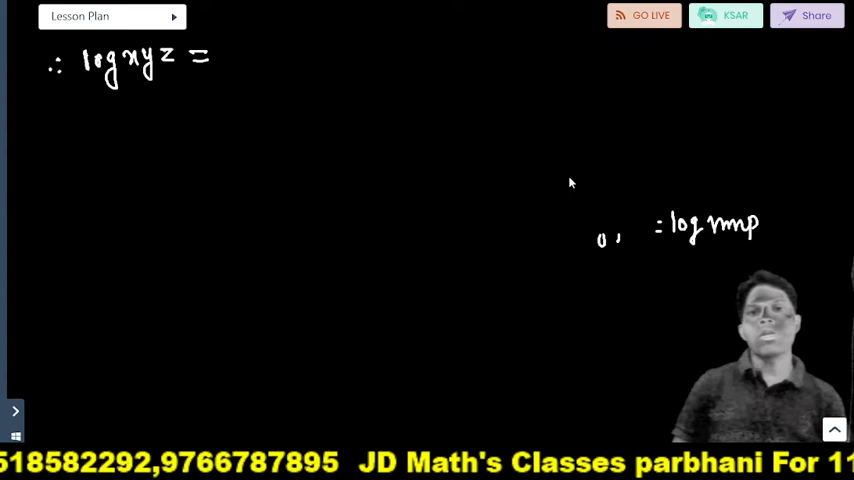 Lesson Plan
GO LIVE
KSAR
Share
∴ log xyz =
= log mnp
518582292,9766787895 JD Math's Classes parbhani For 11